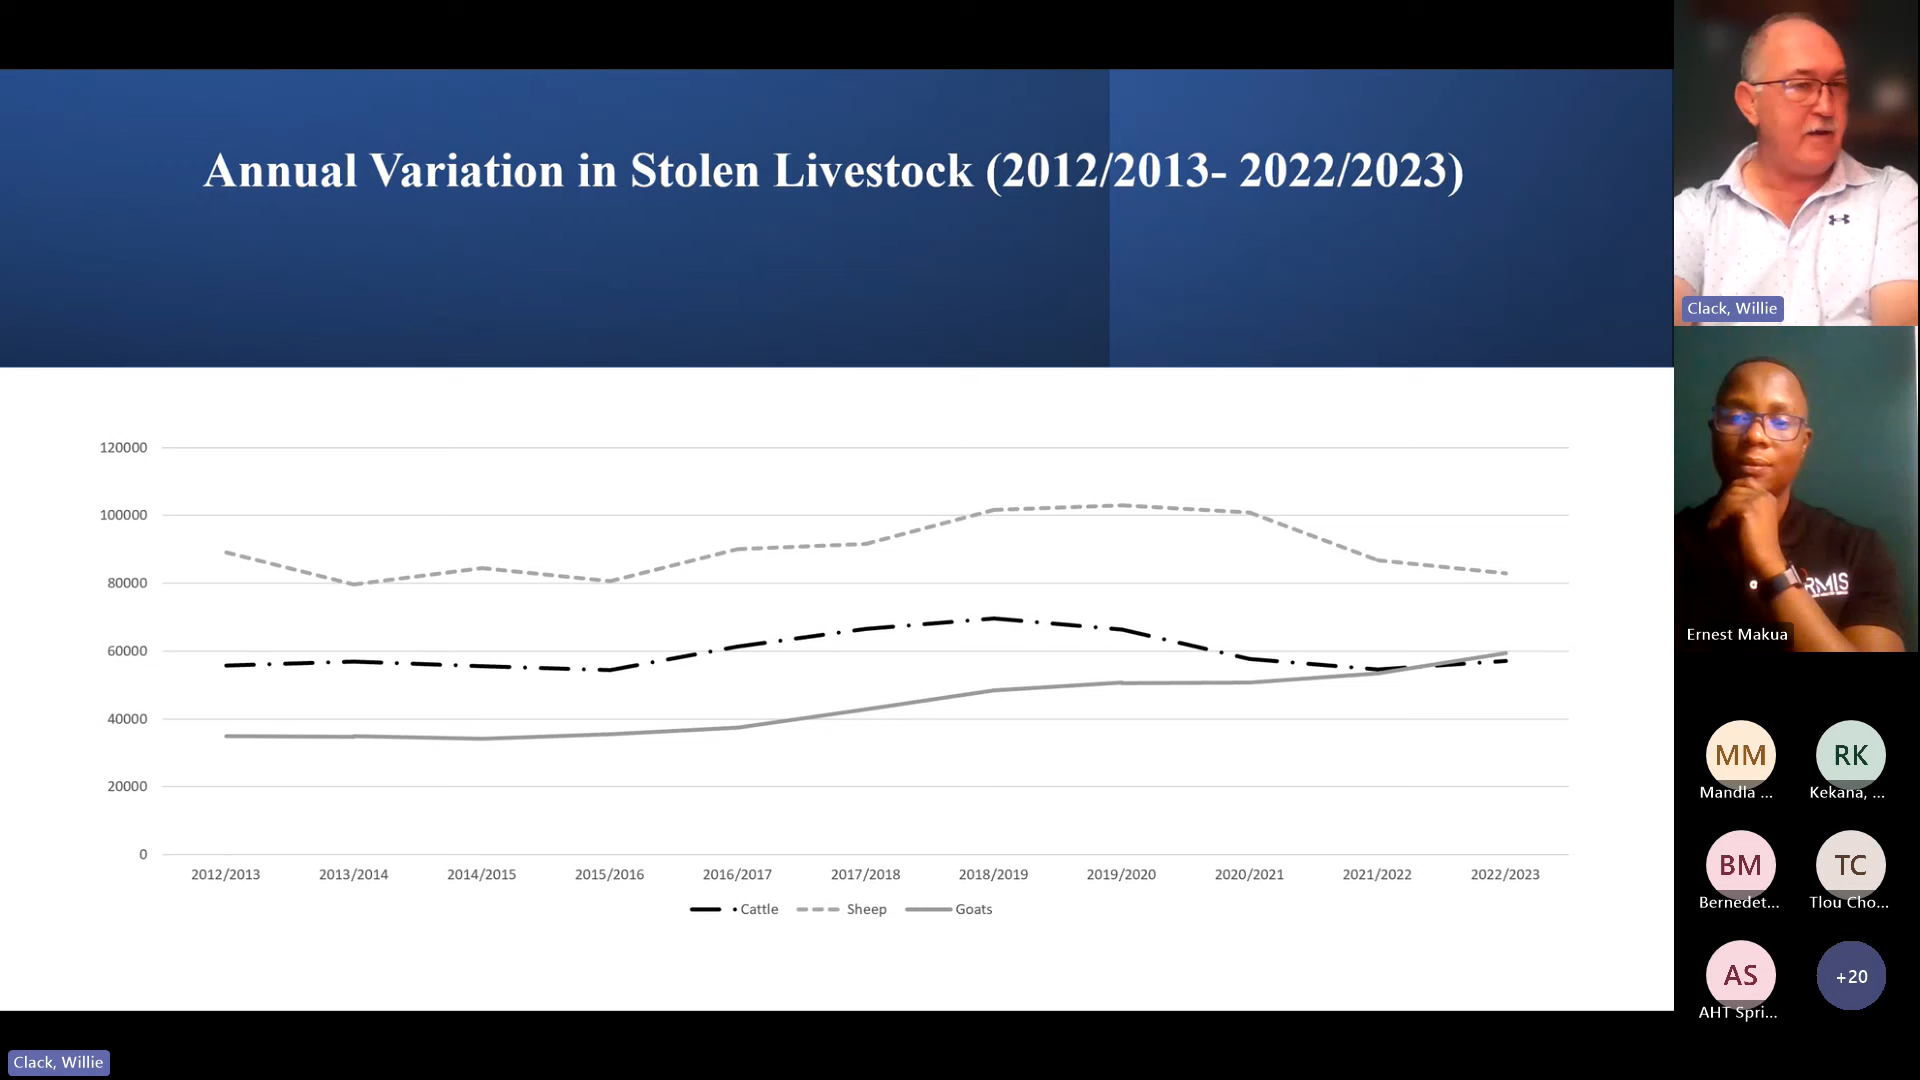 Annual Variation in Stolen Livestock (2012/2013- 2022/2023)
120000
100000
80000
60000
40000
20000
0
2012/2013 2013/2014 2014/2015 2015/2016 2016/2017 2017/2018 2018/2019 2019/2020 2020/2021 2021/2022 2022/2023
Cattle Sheep Goats
Clack, Willie
RMIS
Ernest Makua
MM RK
Mandla ... Kekana, ...
BM TC
Bernedet... Tlou Cho...
AS +20
AHT Spri...
Clack, Willie